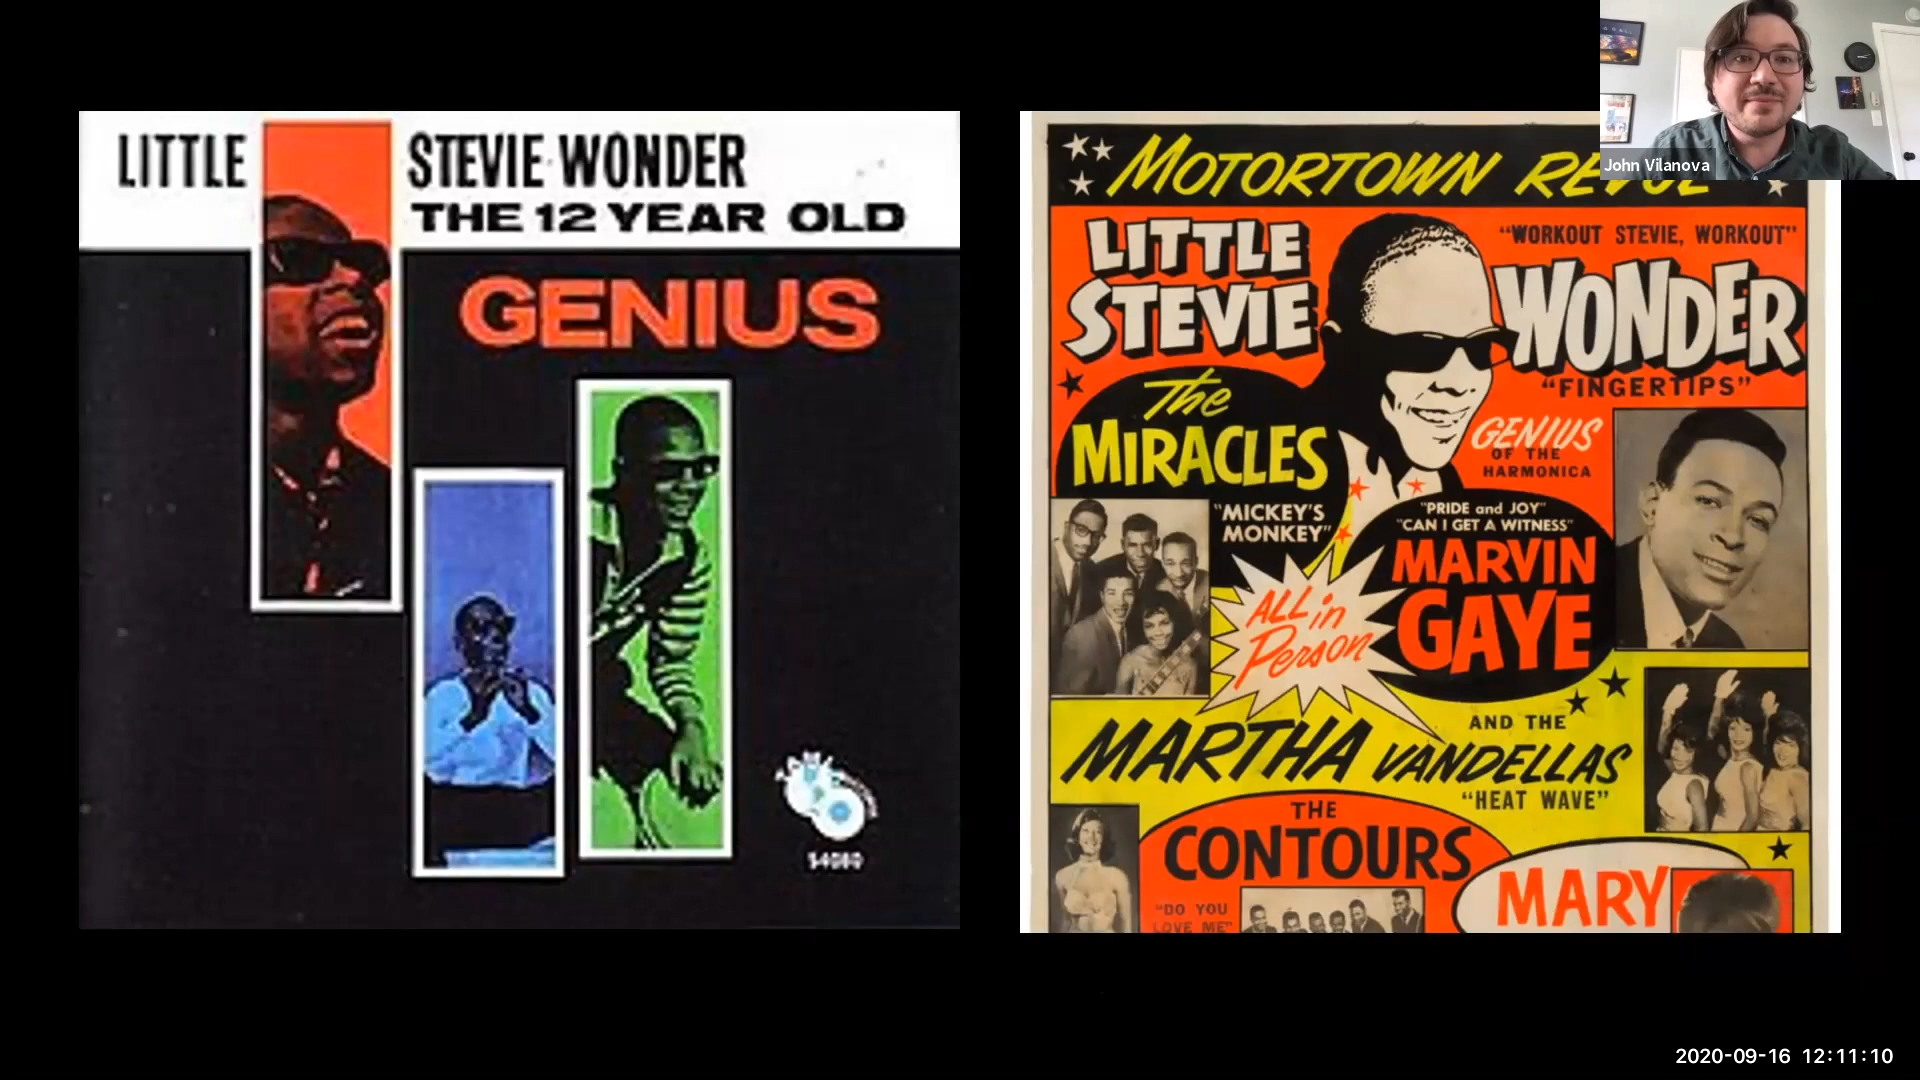 LITTLE STEVIE WONDER
THE 12 YEAR OLD
GENIUS
54080
MOTORTOWN REVUE
LITTLE
STEVIE
"WORKOUT STEVIE, WORKOUT"
WONDER
"FINGERTIPS"
GENIUS
OF THE
HARMONICA
The
MIRACLES
"MICKEY'S
MONKEY"
"PRIDE and JOY"
"CAN I GET A WITNESS"
MARVIN
GAYE
ALL in
Person
MARTHA AND THE
VANDELLAS
"HEAT WAVE"
THE
CONTOURS
"DO YOU
LOVE ME"
MARY
John Vilanova
2020-09-16 12:11:10